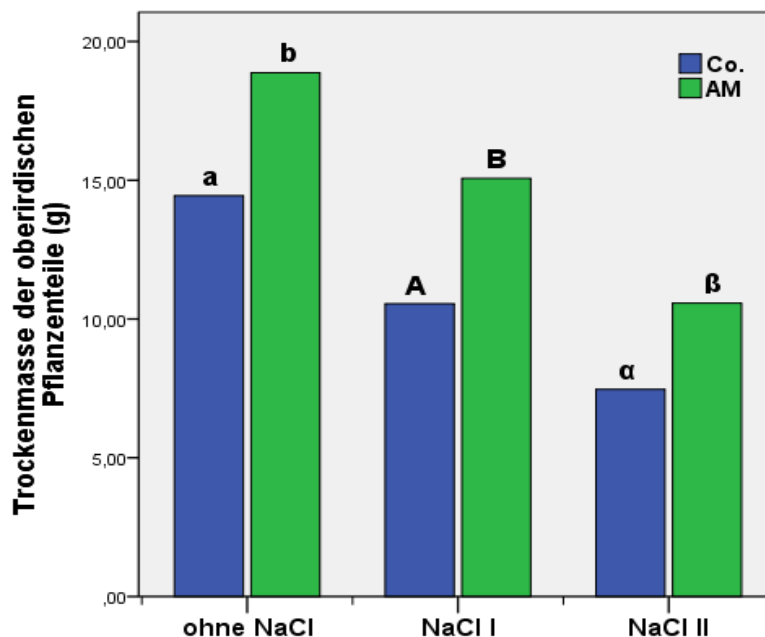 Trockenmasse der oberirdischen
Pflanzenteile (g)
20,00
15,00
10,00
5,00
,00
a
b
A
B
α
ß
Co.
AM
ohne NaCl
NaCl I
NaCl II